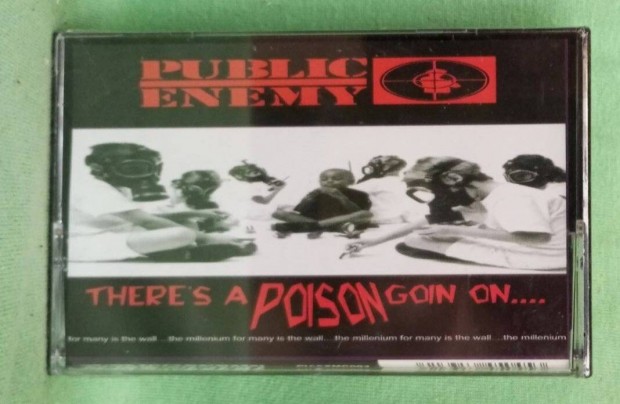 PUBLIC
ENEMY
THERE'S A POISON GOIN ON....
for many is the wall...the millenium for many is the wall...the millenium for many is the wall...the millenium